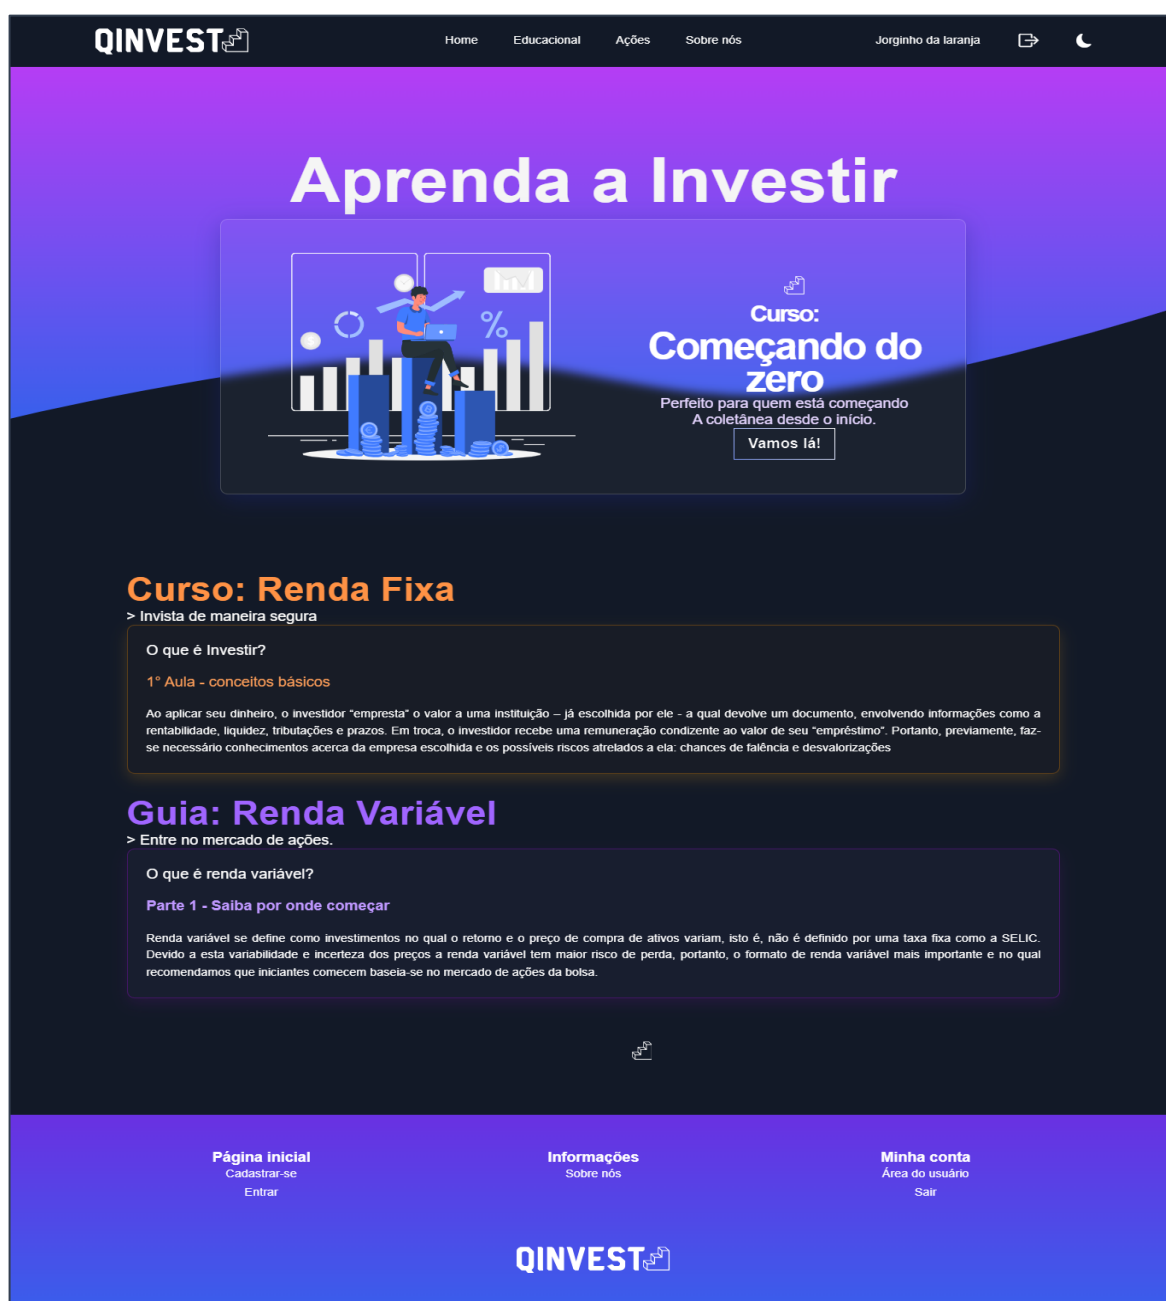 QINVEST
Home Educacional Ações Sobre nós Jorginho da laranja
Aprenda a Investir
Curso:
Começando do
zero
Perfeito para quem está começando
A coletânea desde o início.
Vamos lá!
%
Curso: Renda Fixa
> Invista de maneira segura
O que é Investir?
1° Aula - conceitos básicos
Ao aplicar seu dinheiro, o investidor “empresta” o valor a uma instituição – já escolhida por ele - a qual devolve um documento, envolvendo informações como a
rentabilidade, liquidez, tributações e prazos. Em troca, o investidor recebe uma remuneração condizente ao valor de seu “empréstimo”. Portanto, previamente, faz-
se necessário conhecimentos acerca da empresa escolhida e os possíveis riscos atrelados a ela: chances de falência e desvalorizações
Guia: Renda Variável
> Entre no mercado de ações.
O que é renda variável?
Parte 1 - Saiba por onde começar
Renda variável se define como investimentos no qual o retorno e o preço de compra de ativos variam, isto é, não é definido por uma taxa fixa como a SELIC.
Devido a esta variabilidade e incerteza dos preços a renda variável tem maior risco de perda, portanto, o formato de renda variável mais importante e no qual
recomendamos que iniciantes comecem baseia-se no mercado de ações da bolsa.
Página inicial Informações Minha conta
Cadastrar-se Sobre nós Área do usuário
Entrar Sair
QINVEST